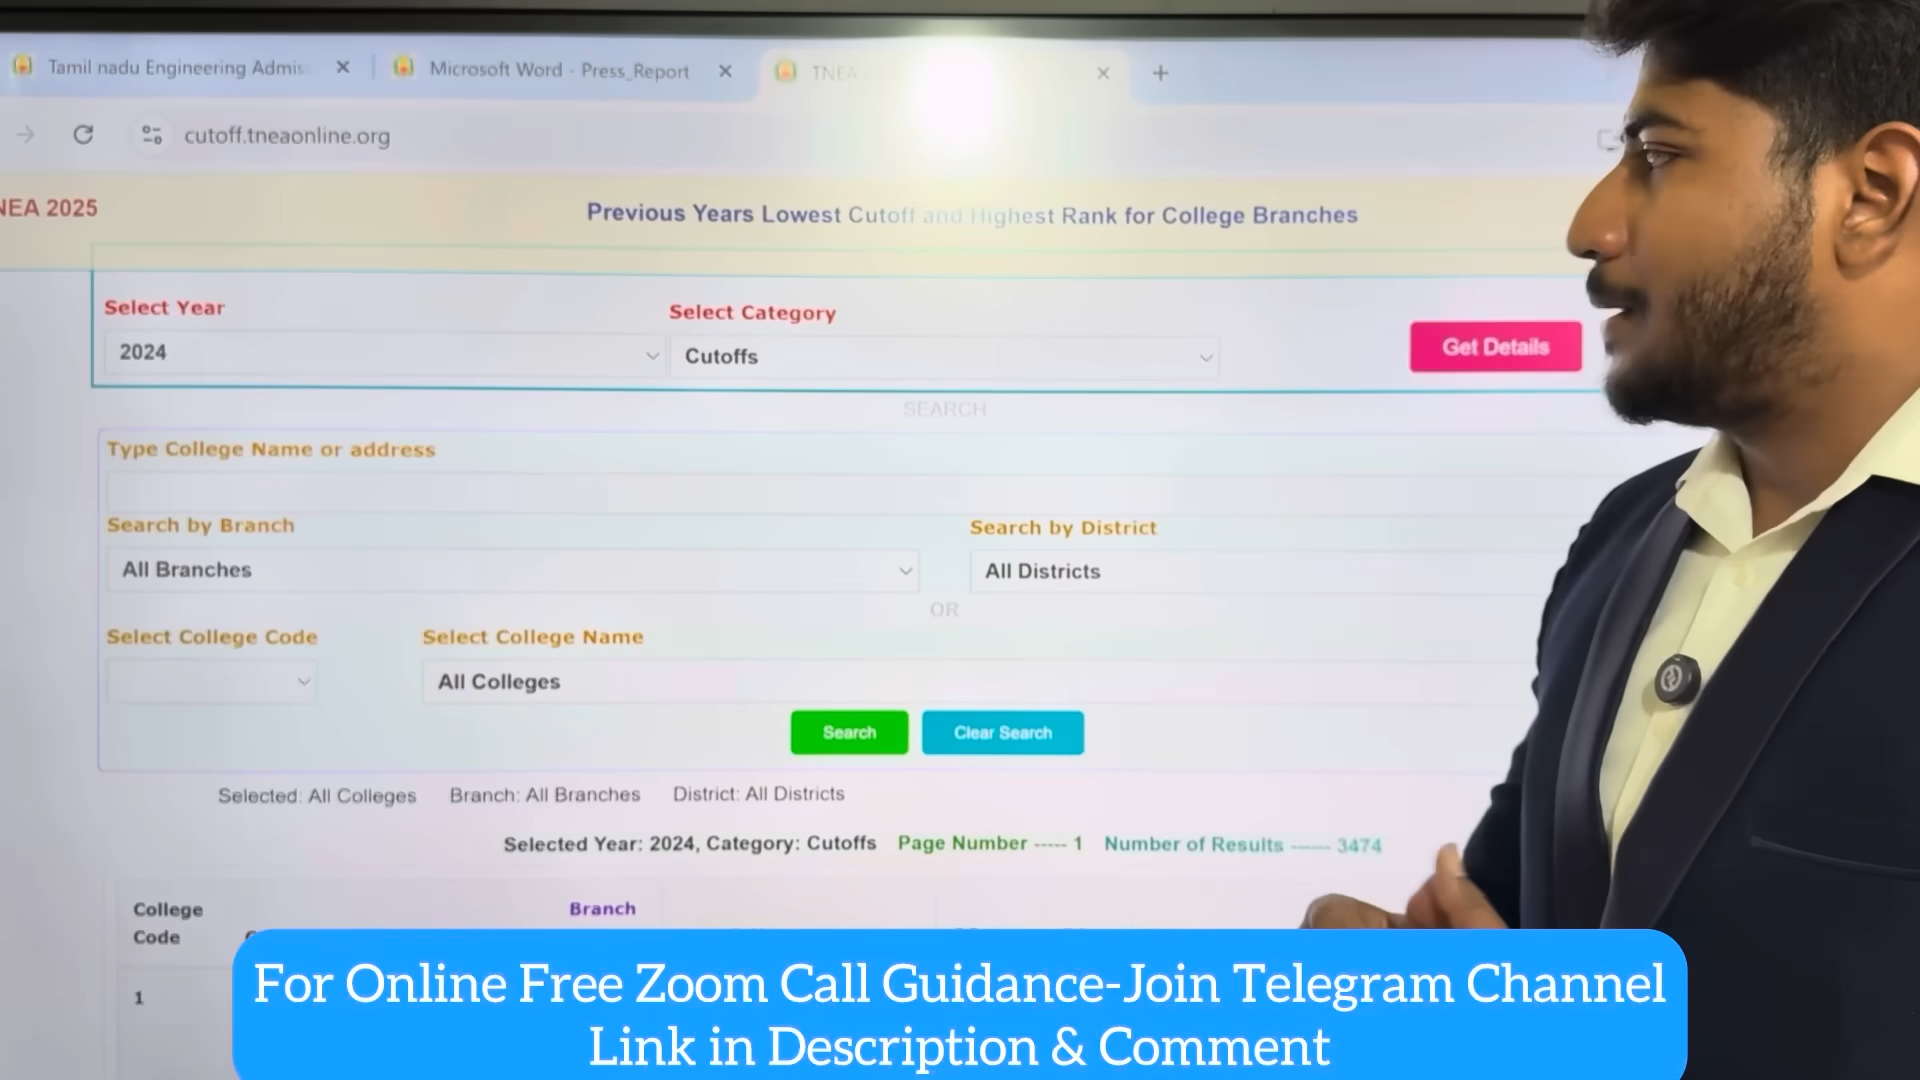 Tamil nadu Engineering Admis
Microsoft Word - Press_Report
TNEA
cutoff.tneaonline.org
NEA 2025
Previous Years Lowest Cutoff and Highest Rank for College Branches
Select Year
Select Category
2024
Cutoffs
Get Details
SEARCH
Type College Name or address
Search by Branch
Search by District
All Branches
All Districts
OR
Select College Code
Select College Name
All Colleges
Search
Clear Search
Selected: All Colleges Branch: All Branches District: All Districts
Selected Year: 2024, Category: Cutoffs Page Number ----- 1 Number of Results ------ 3474
College
Code
Branch
1
For Online Free Zoom Call Guidance-Join Telegram Channel
Link in Description & Comment